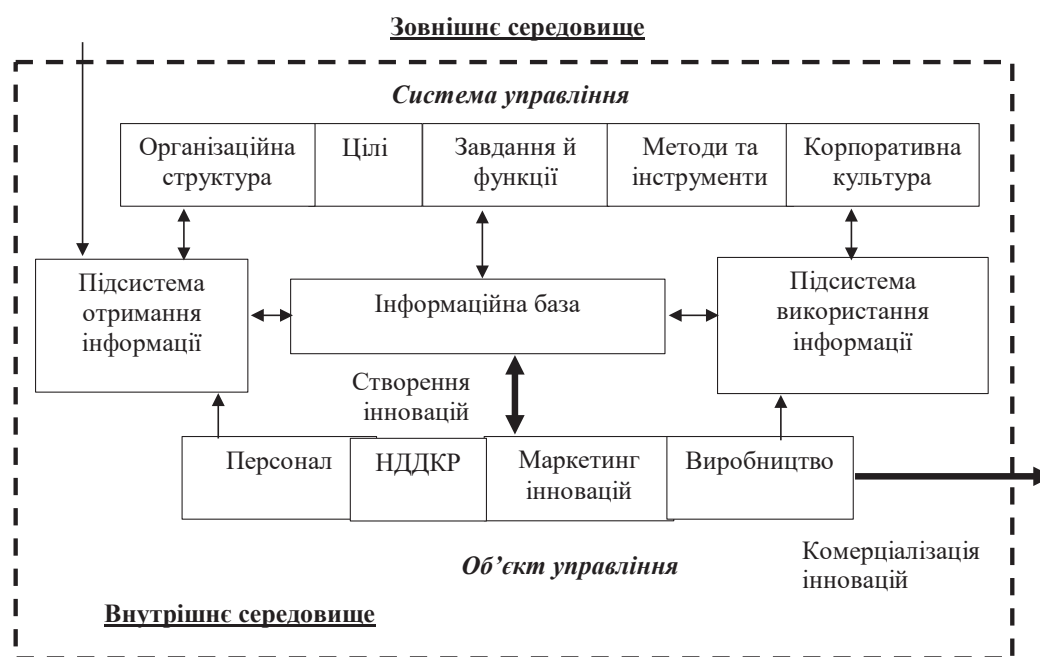 Зовнішнє середовище
Система управління
Організаційна
структура
Цілі
Завдання й
функції
Методи та
інструменти
Корпоративна
культура
Підсистема
отримання
інформації
Інформаційна база
Підсистема
використання
інформації
Створення
інновацій
Персонал
НДДКР
Маркетинг
інновацій
Виробництво
Об’єкт управління
Комерціалізація
інновацій
Внутрішнє середовище